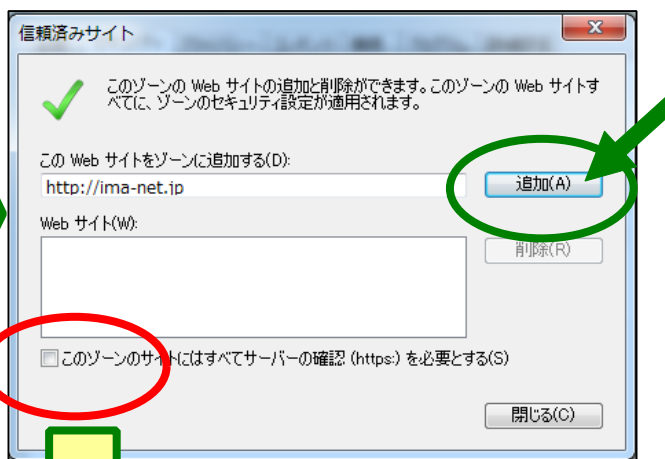 信頼済みサイト
このゾーンの Web サイトの追加と削除ができます。このゾーンの Web サイトす
べてに、ゾーンのセキュリティ設定が適用されます。
この Web サイトをゾーンに追加する(D):
http://ima-net.jp
追加(A)
Web サイト(W):
削除(R)
このゾーンのサイトにはすべてサーバーの確認 (https:) を必要とする(S)
閉じる(C)